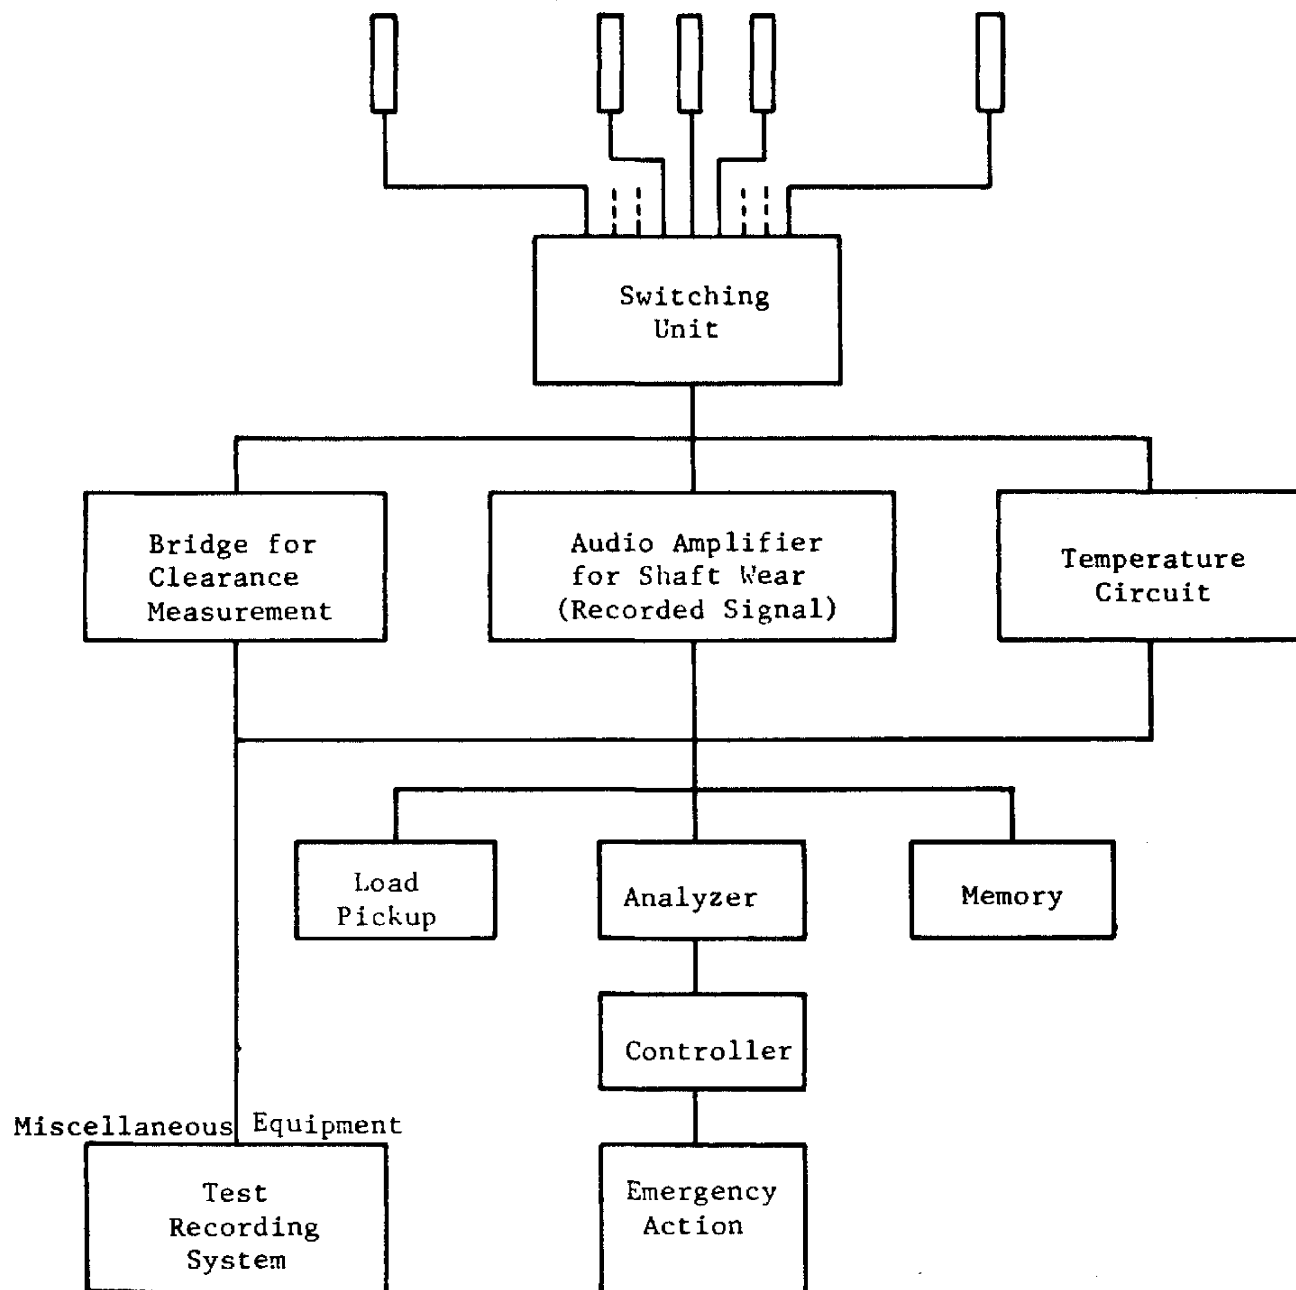 Switching
Unit
Bridge for
Clearance
Measurement
Audio Amplifier
for Shaft Wear
(Recorded Signal)
Temperature
Circuit
Load
Pickup
Analyzer
Memory
Controller
Miscellaneous Equipment
Test
Recording
System
Emergency
Action